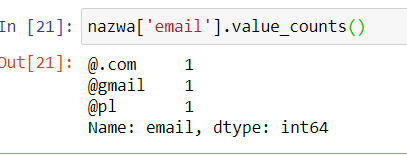 In [21]: nazwa['email'].value_counts()
Out[21]: @.com 1
@gmail 1
@pl 1
Name: email, dtype: int64